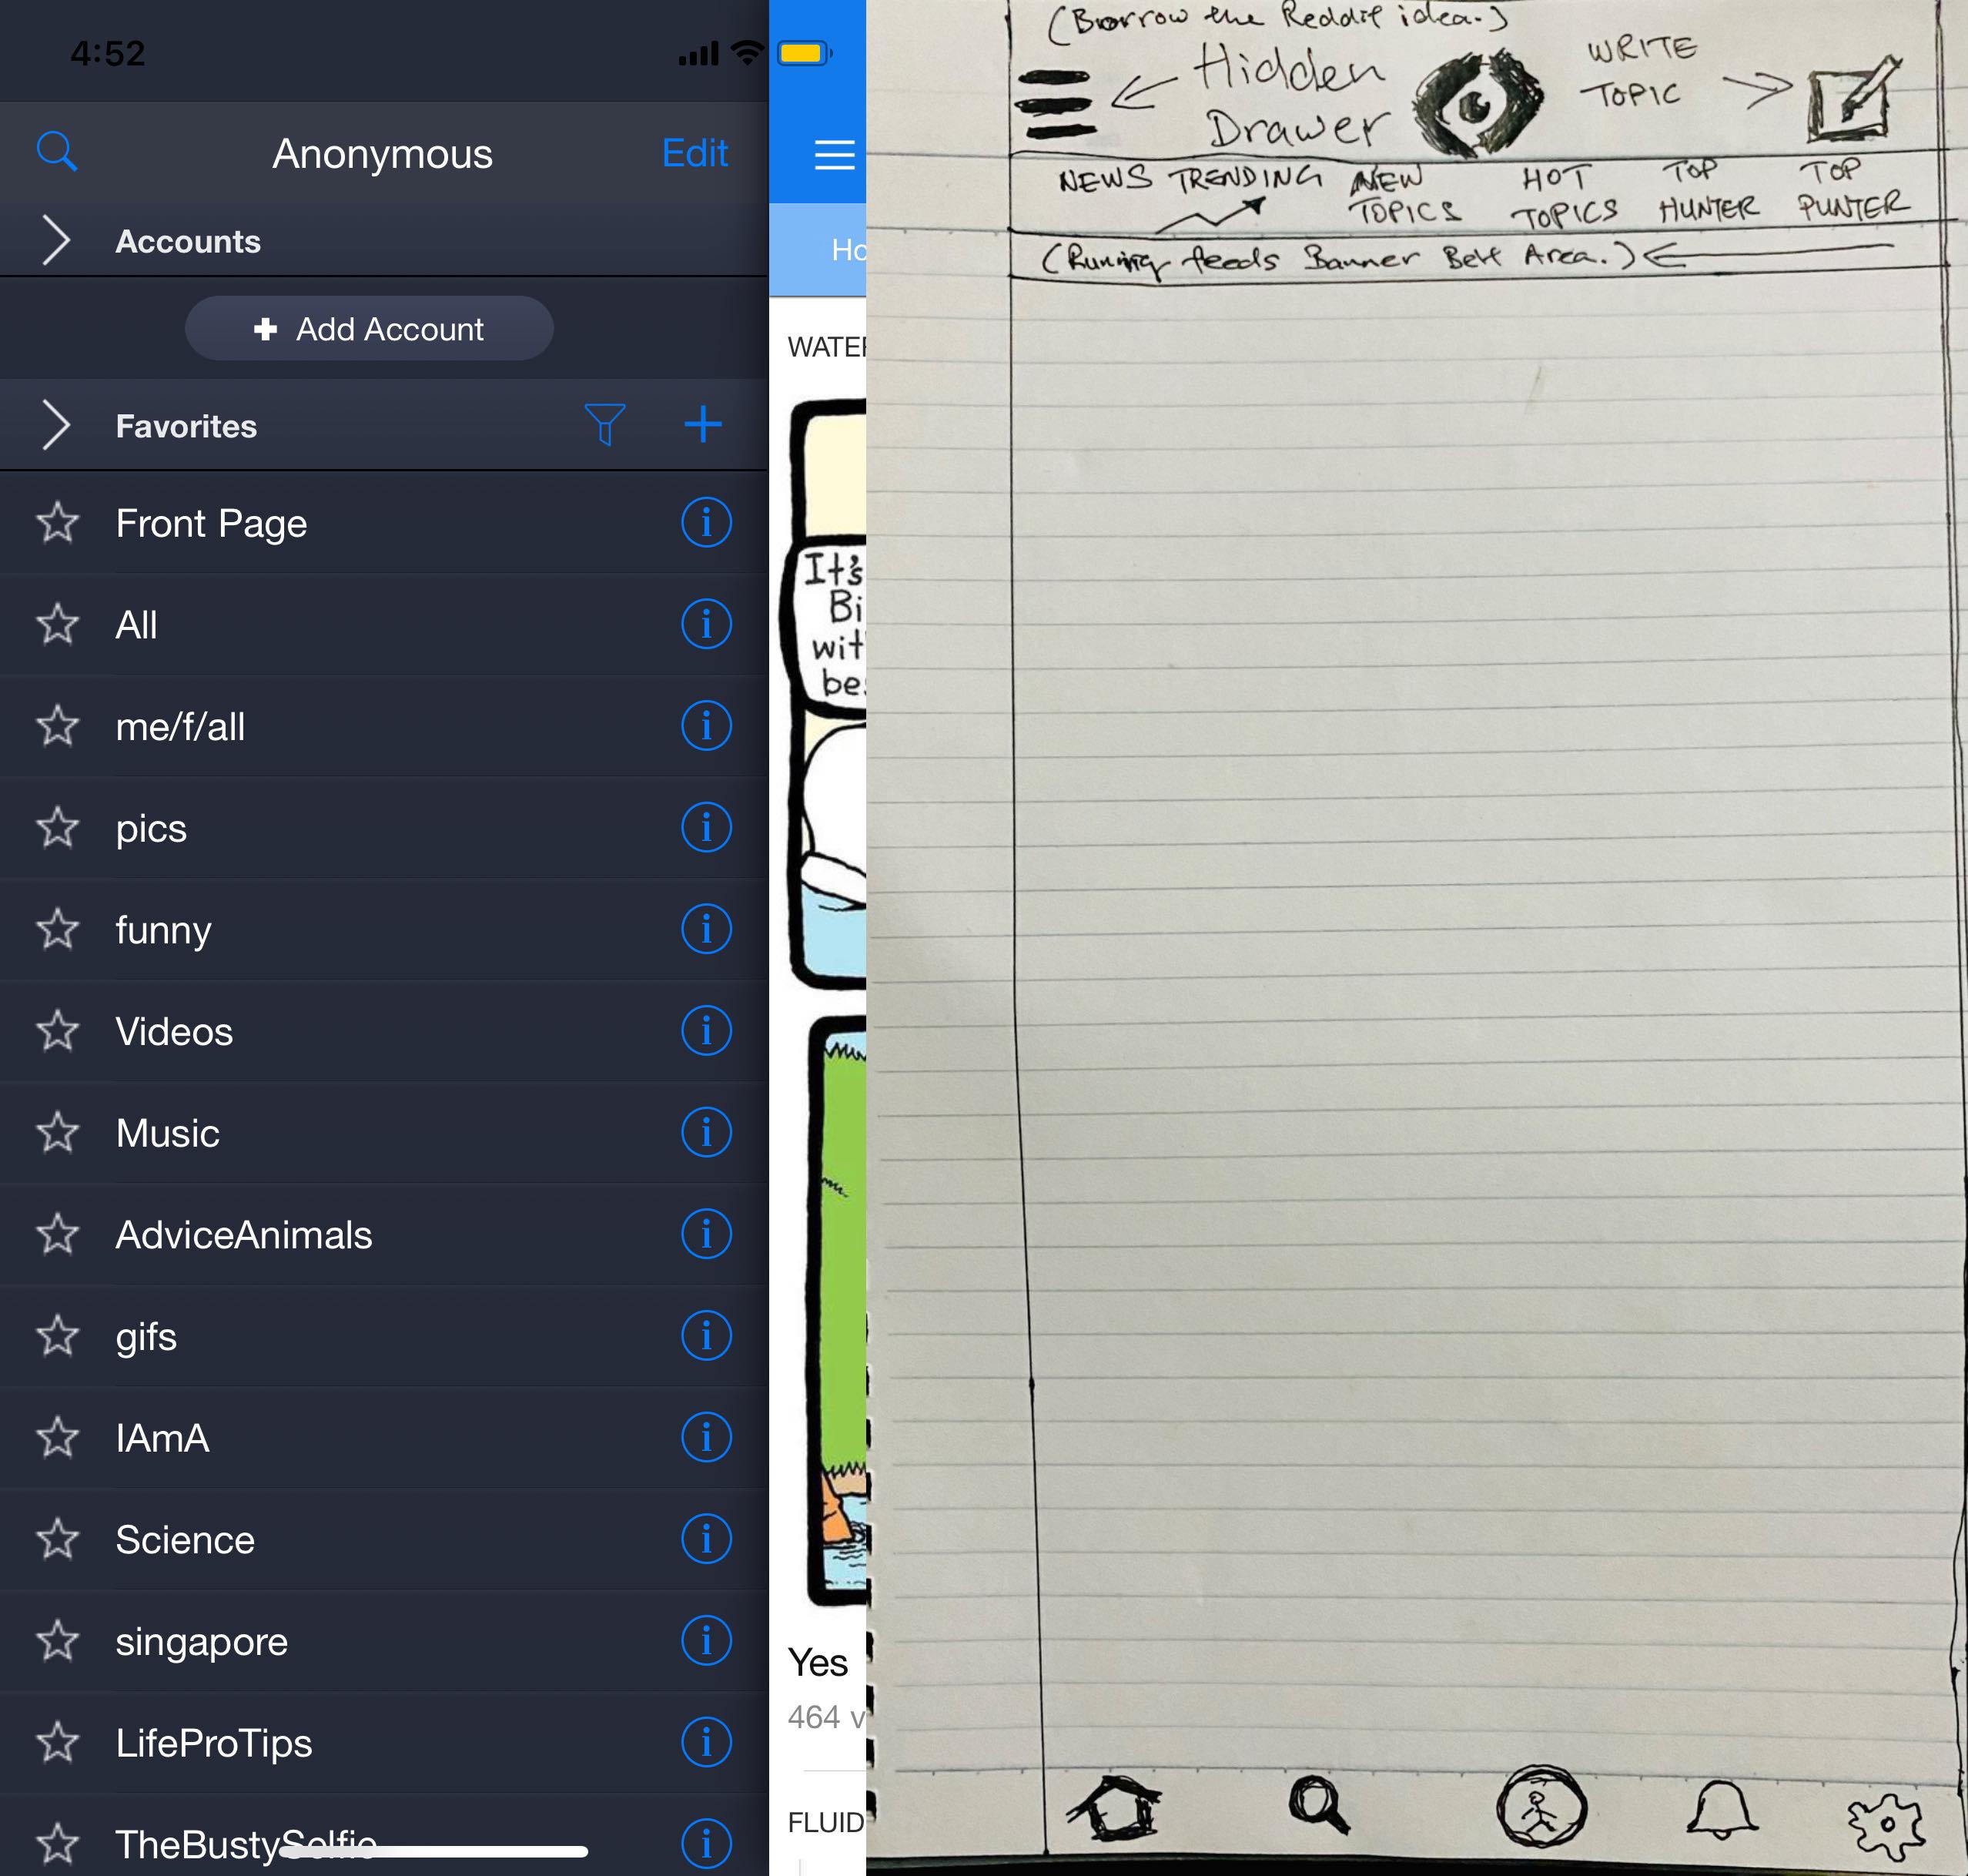 4:52
Anonymous
Edit
Accounts
Add Account
Favorites
Front Page
All
me/f/all
pics
funny
Videos
Music
AdviceAnimals
gifs
IAmA
Science
singapore
LifeProTips
TheBustySelfie
Ho
WATER
It's
Bi
wit
be
Yes
464 v
FLUID
(Borrow the Reddit idea.)
Hidden
Drawer
WRITE
TOPIC
NEWS TRENDING NEW TOPICS HOT TOPICS TOP HUNTER TOP PUNTER
(Running feeds Banner Belt Area.)